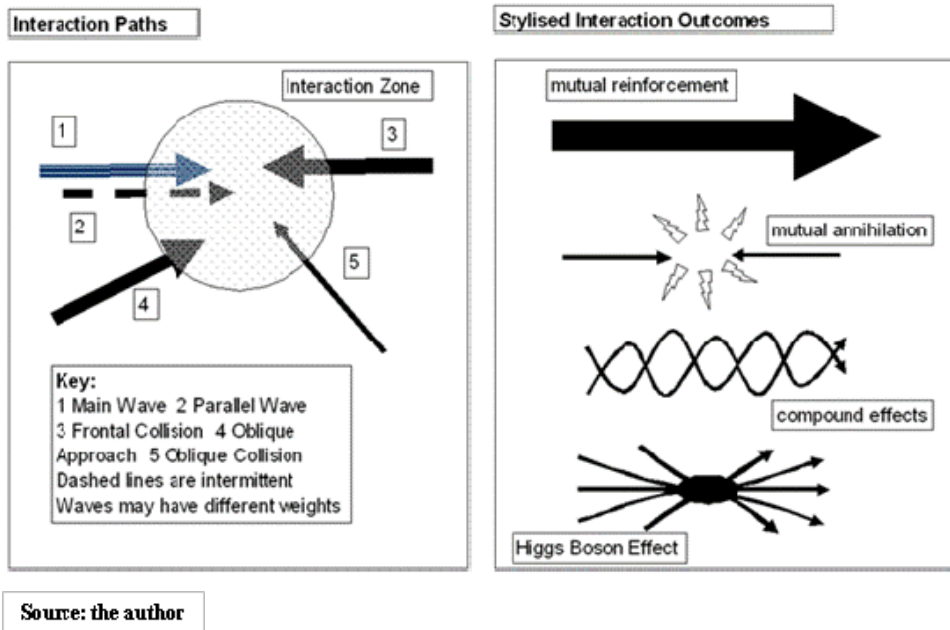 Interaction Paths
Interaction Zone
1
3
2
5
4
Key:
1 Main Wave 2 Parallel Wave
3 Frontal Collision 4 Oblique
Approach 5 Oblique Collision
Dashed lines are intermittent
Waves may have different weights
Stylised Interaction Outcomes
mutual reinforcement
mutual annihilation
compound effects
Higgs Boson Effect
Source: the author